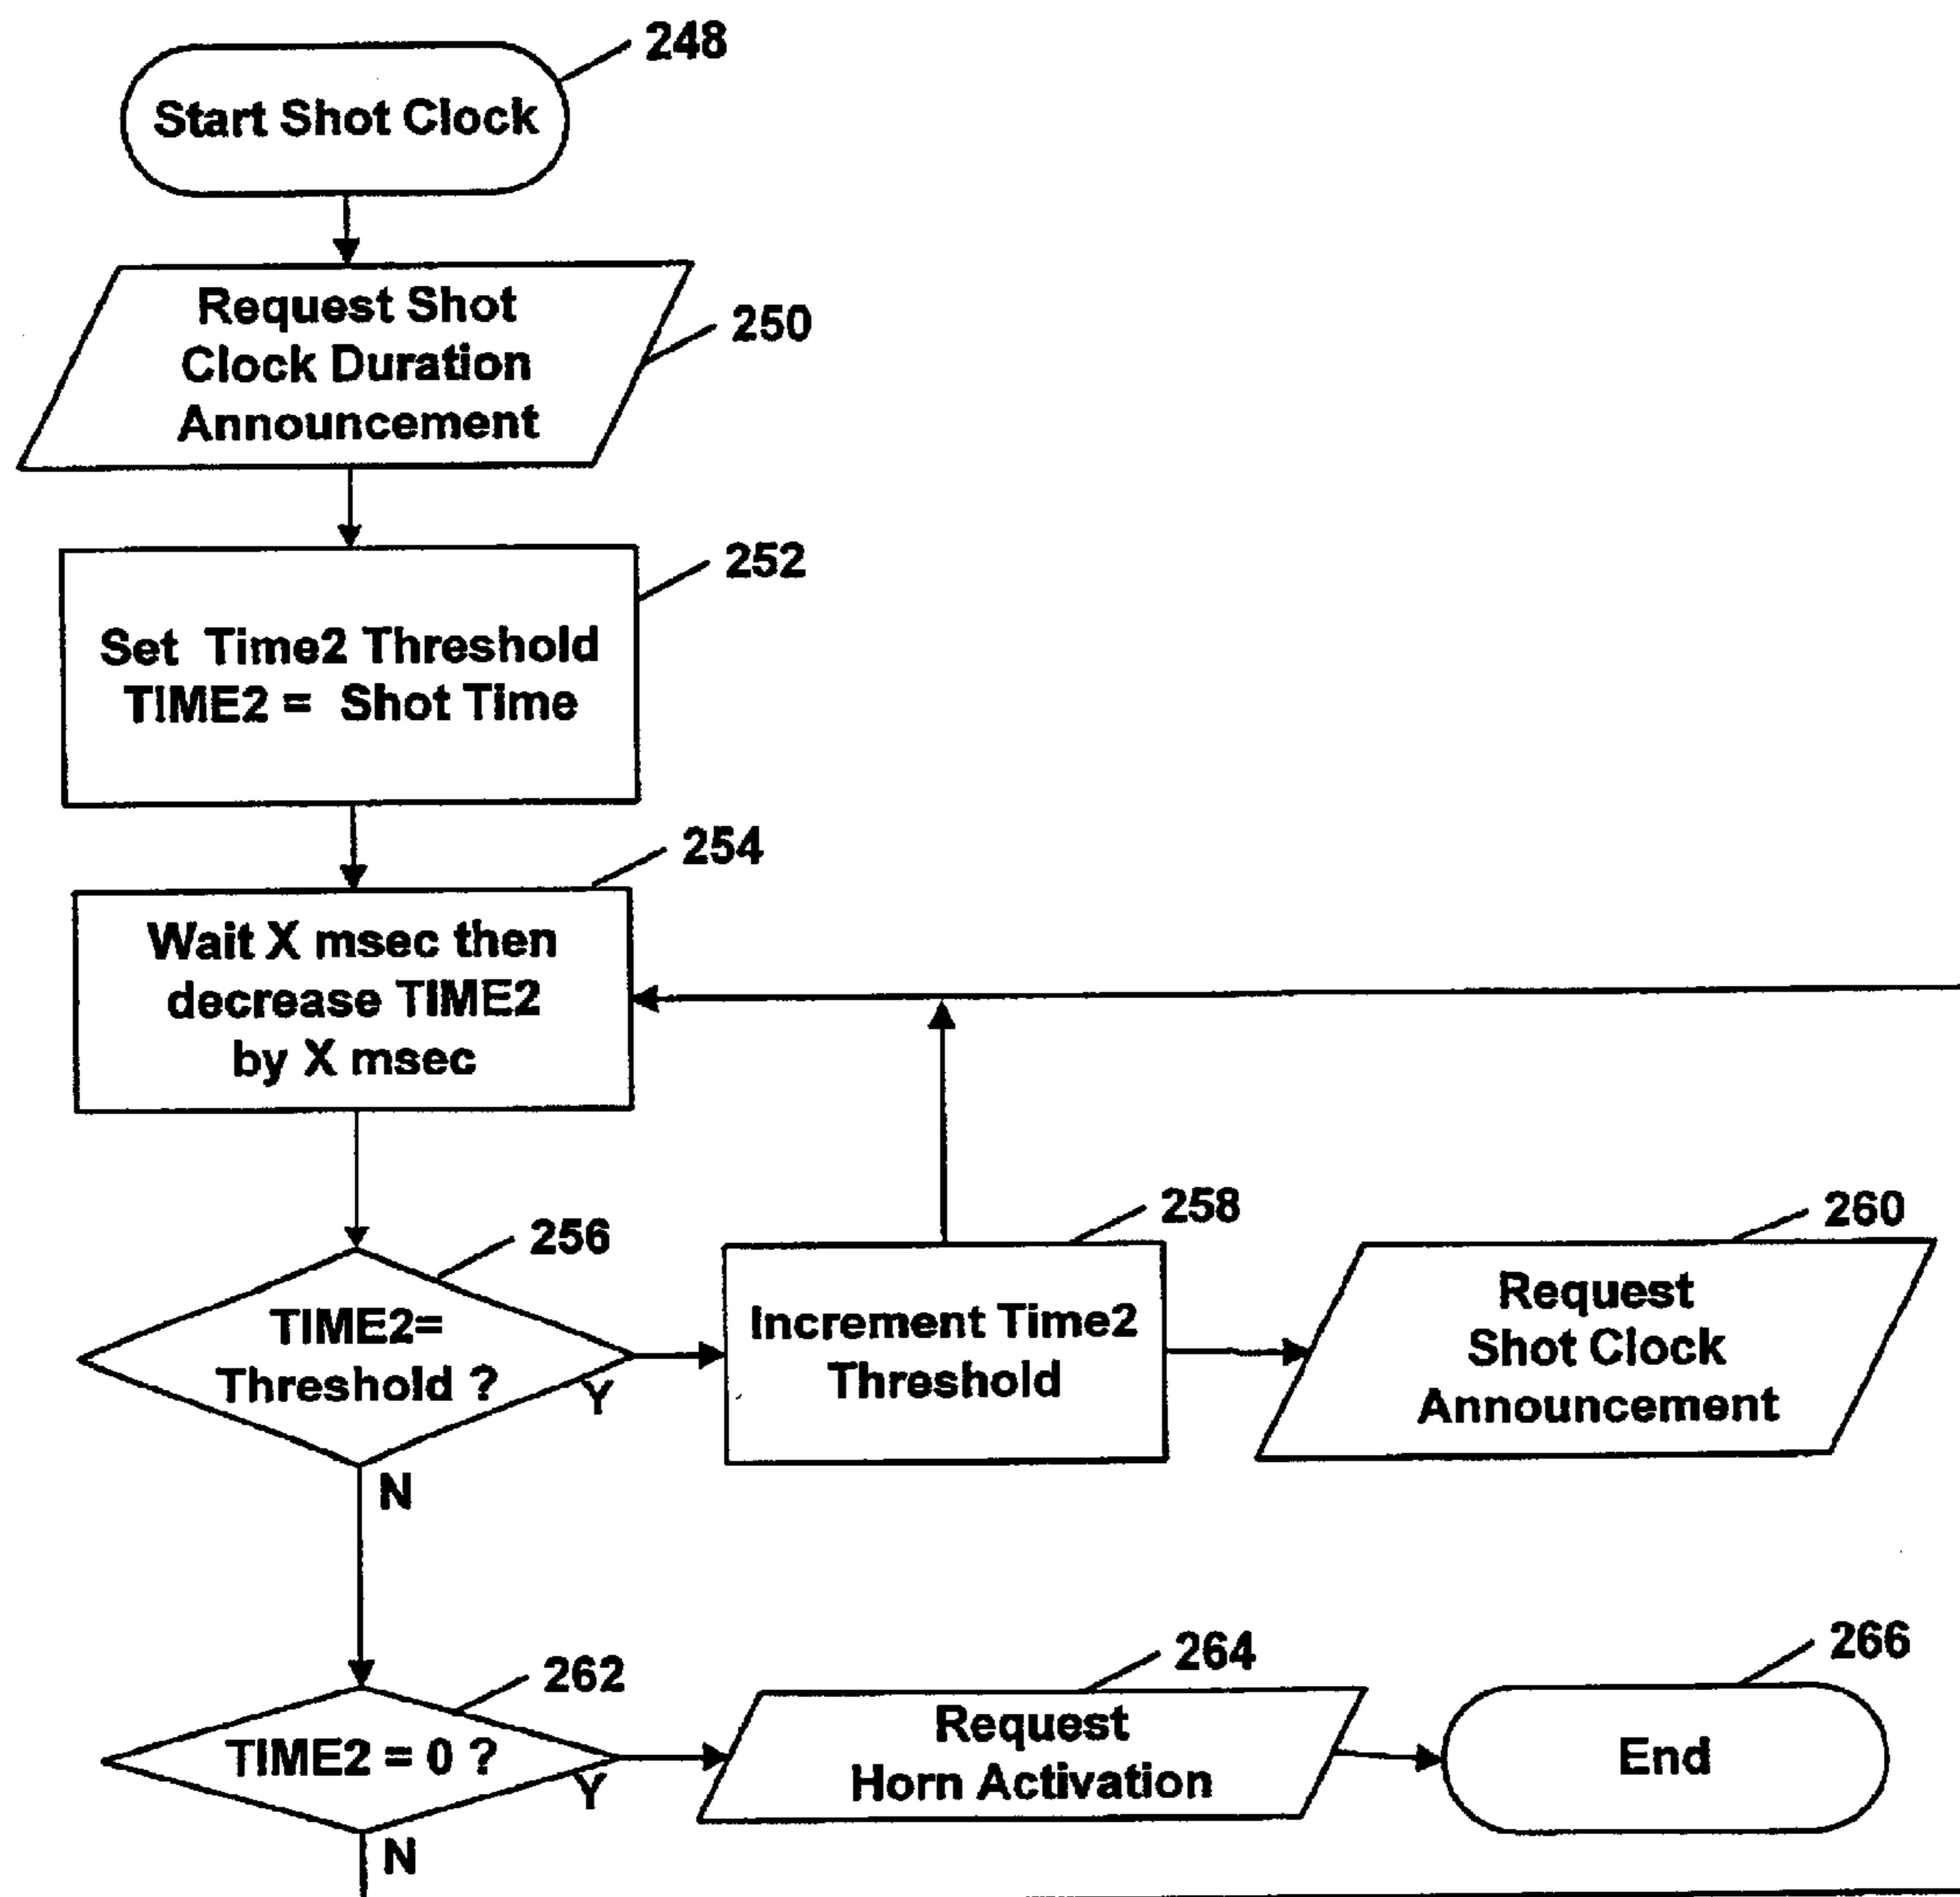 248
Start Shot Clock
250
Request Shot
Clock Duration
Announcement
252
Set Time2 Threshold
TIME2 = Shot Time
254
Wait X msec then
decrease TIME2
by X msec
256
TIME2=
Threshold ?
Y
N
258
Increment Time2
Threshold
260
Request
Shot Clock
Announcement
262
TIME2 = 0 ?
Y
N
264
Request
Horn Activation
266
End